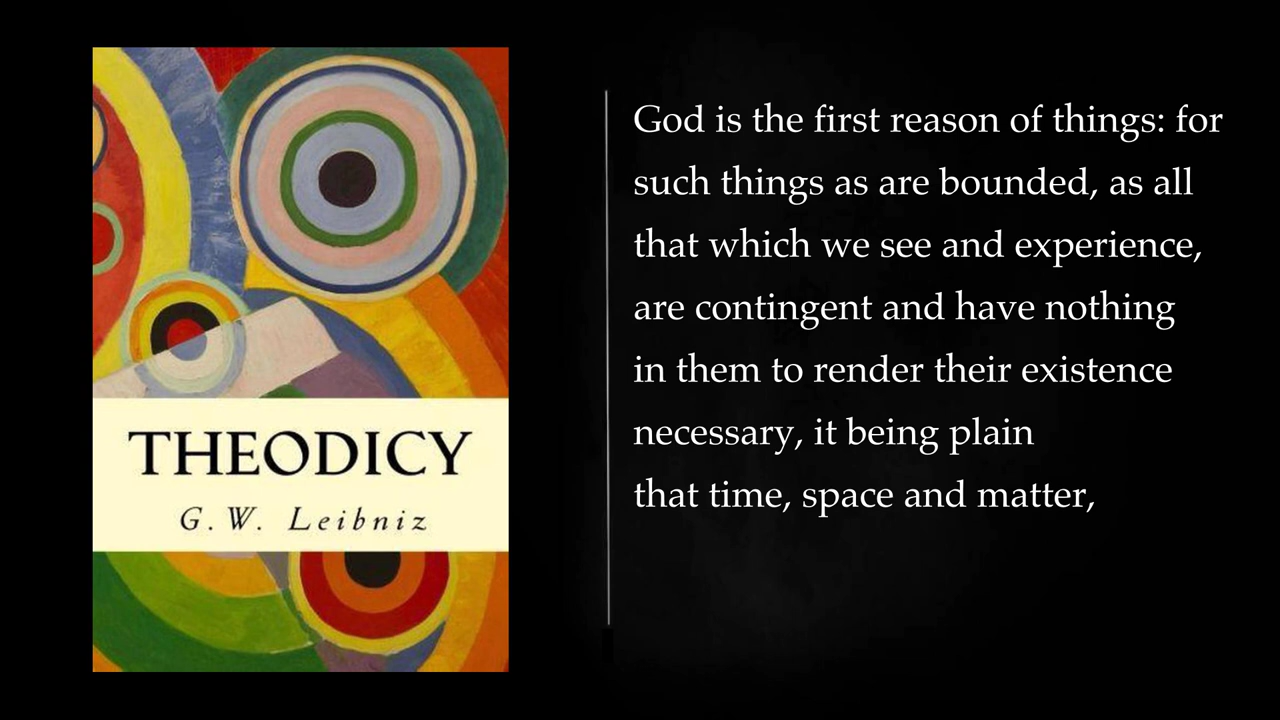 THEODICY
G. W. Leibniz
God is the first reason of things: for
such things as are bounded, as all
that which we see and experience,
are contingent and have nothing
in them to render their existence
necessary, it being plain
that time, space and matter,